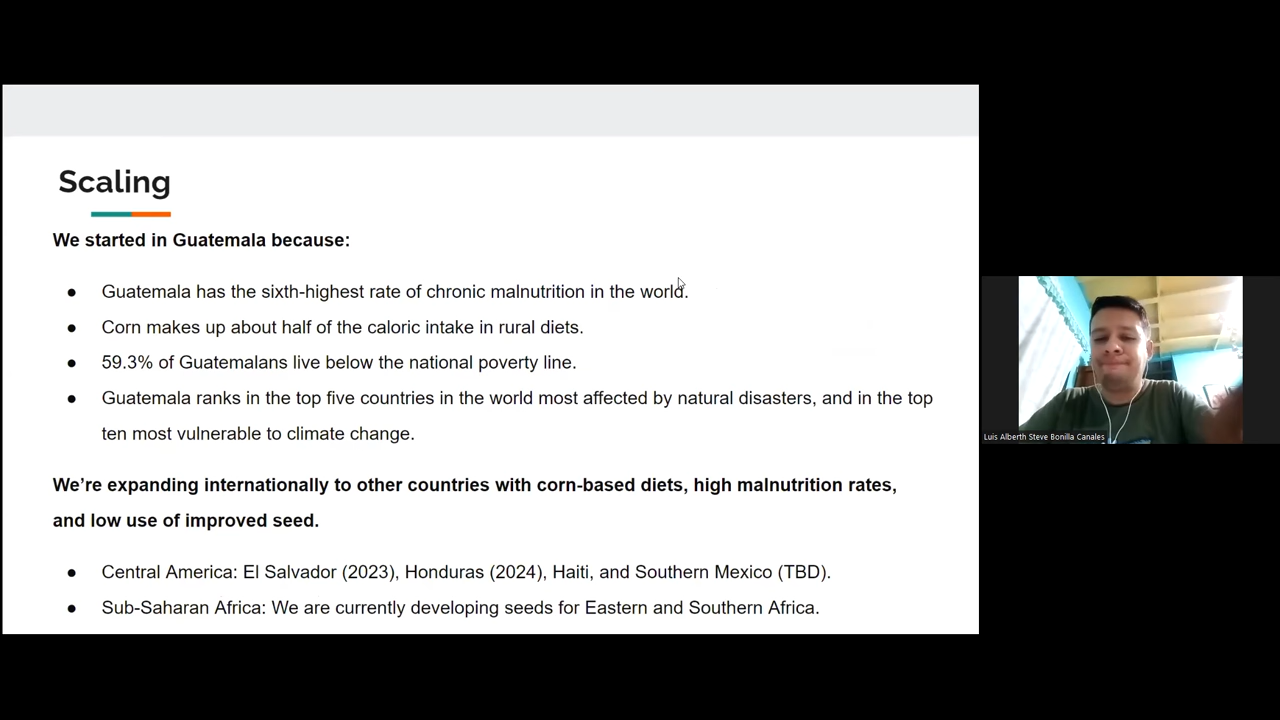 Scaling
We started in Guatemala because:
● Guatemala has the sixth-highest rate of chronic malnutrition in the world.
● Corn makes up about half of the caloric intake in rural diets.
● 59.3% of Guatemalans live below the national poverty line.
● Guatemala ranks in the top five countries in the world most affected by natural disasters, and in the top
ten most vulnerable to climate change.
We’re expanding internationally to other countries with corn-based diets, high malnutrition rates,
and low use of improved seed.
● Central America: El Salvador (2023), Honduras (2024), Haiti, and Southern Mexico (TBD).
● Sub-Saharan Africa: We are currently developing seeds for Eastern and Southern Africa.
Luis Alberth Steve Bonilla Canales